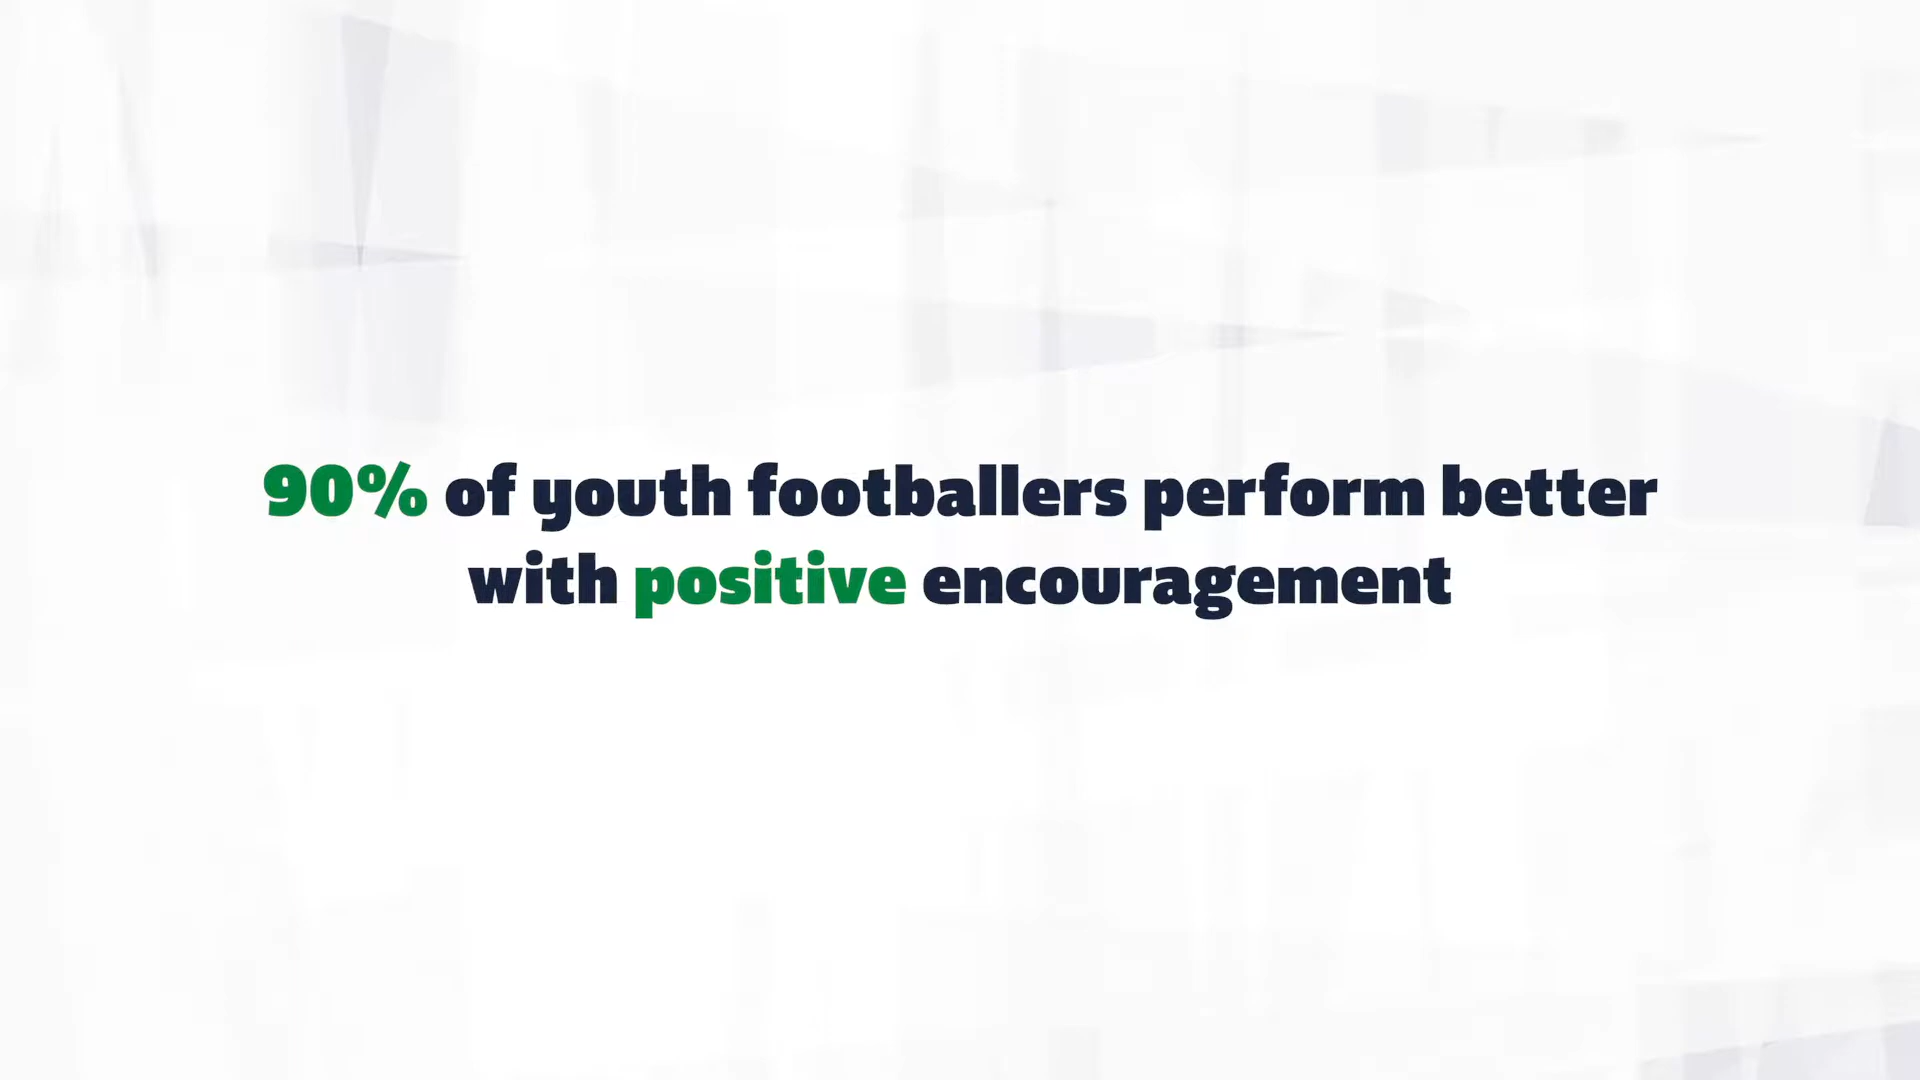 90% of youth footballers perform better
with positive encouragement